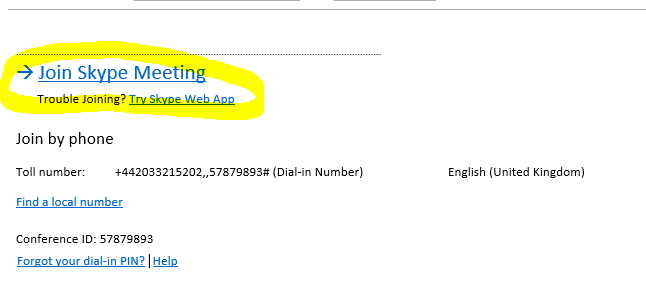 → Join Skype Meeting
Trouble Joining? Try Skype Web App
Join by phone
Toll number: +442033215202,,57879893# (Dial-in Number) English (United Kingdom)
Find a local number
Conference ID: 57879893
Forgot your dial-in PIN? | Help